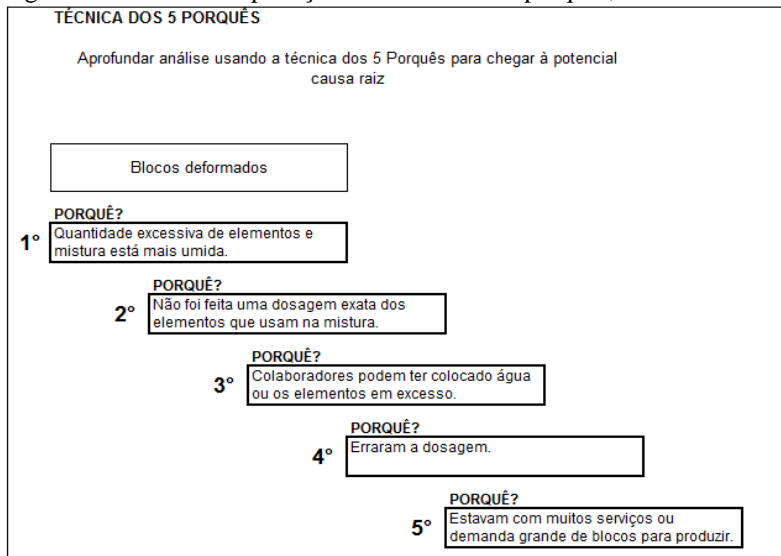 TÉCNICA DOS 5 PORQUÊS
Aprofundar análise usando a técnica dos 5 Porquês para chegar à potencial
causa raiz
Blocos deformados
PORQUÊ?
1°
Quantidade excessiva de elementos e
mistura está mais umida.
PORQUÊ?
2°
Não foi feita uma dosagem exata dos
elementos que usam na mistura.
PORQUÊ?
3°
Colaboradores podem ter colocado água
ou os elementos em excesso.
PORQUÊ?
4°
Erraram a dosagem.
PORQUÊ?
5°
Estavam com muitos serviços ou
demanda grande de blocos para produzir.